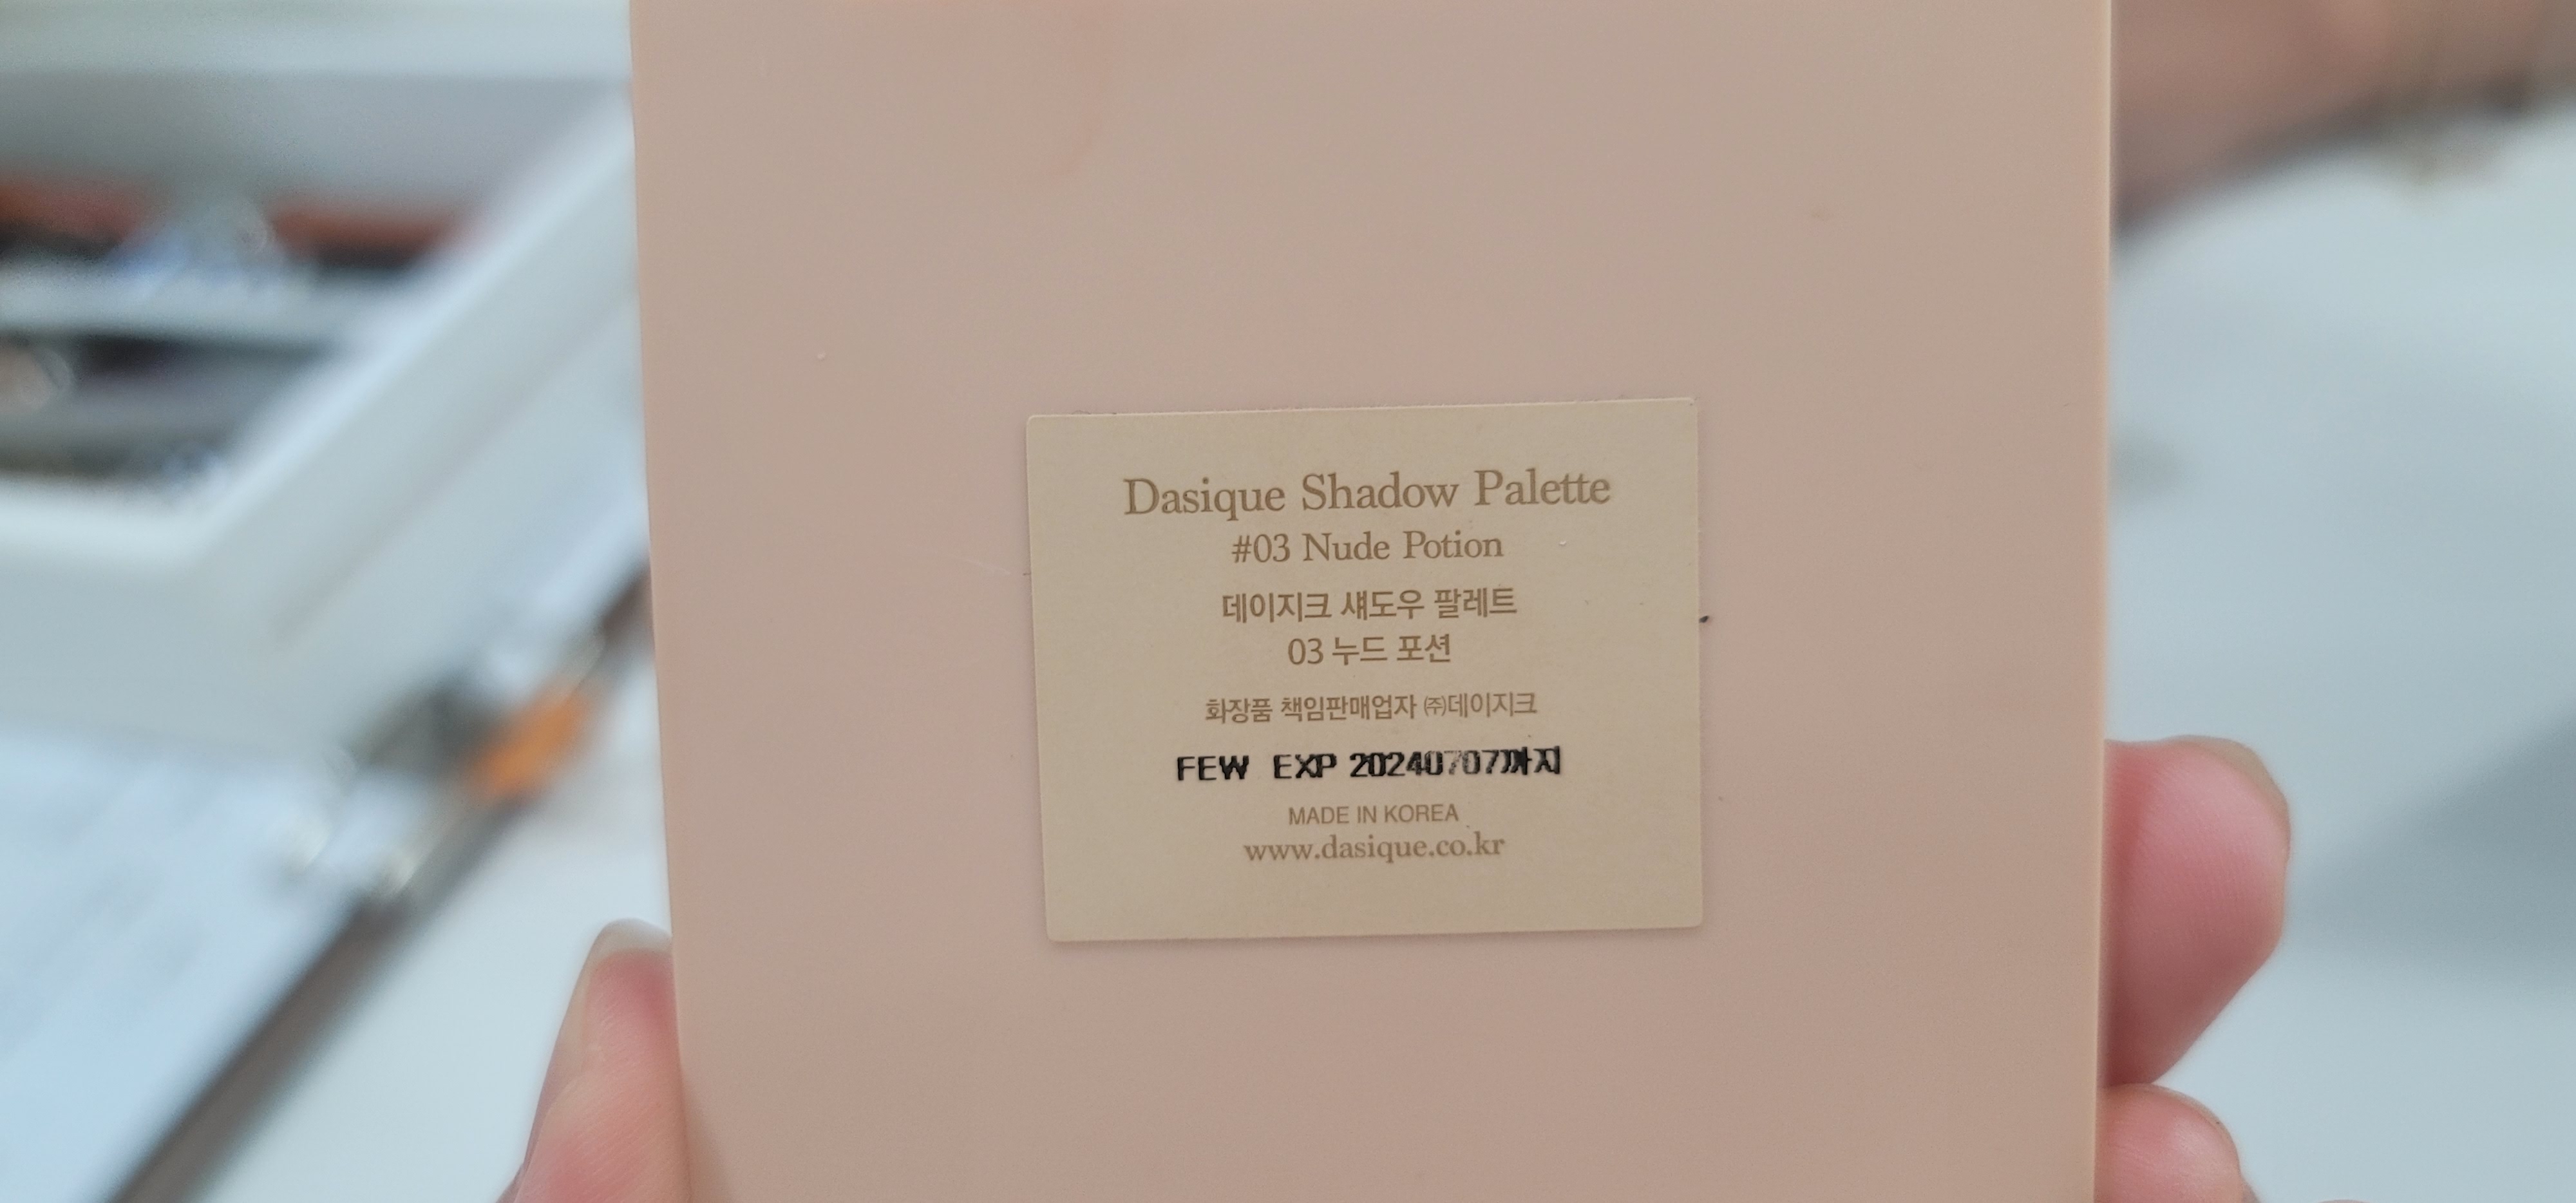 Dasique Shadow Palette
#03 Nude Potion
데이지크 섀도우 팔레트
03 누드 포션
화장품 책임판매업자 ㈜데이지크
FEW EXP 20240707까지
MADE IN KOREA
www.dasique.co.kr